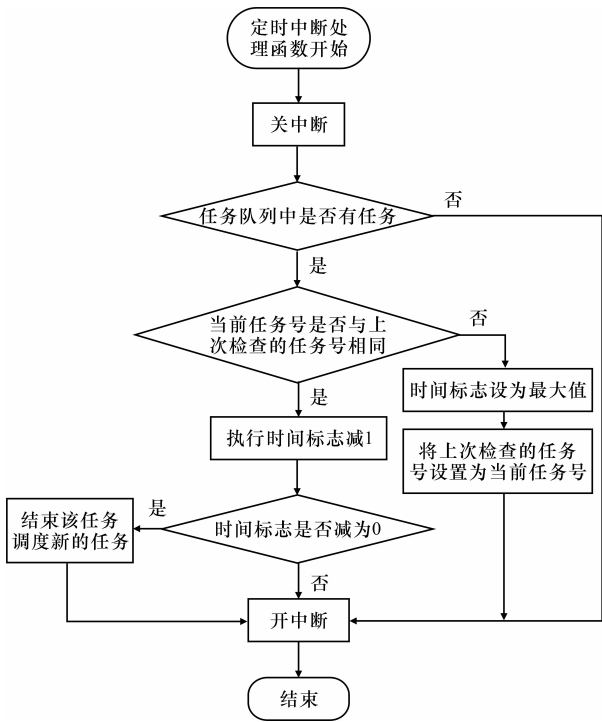 定时中断处
理函数开始
关中断
任务队列中是否有任务
否
是
当前任务号是否与上
次检查的任务号相同
否
是
时间标志设为最大值
执行时间标志减1
将上次检查的任务
号设置为当前任务号
时间标志是否减为0
是
结束该任务
调度新的任务
否
开中断
结束